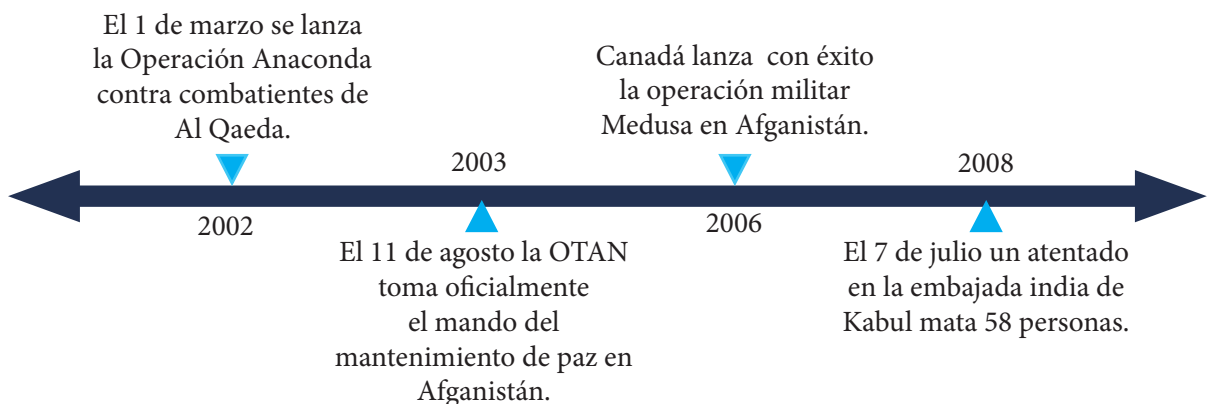 El 1 de marzo se lanza
la Operación Anaconda
contra combatientes de
Al Qaeda.
2002
2003
El 11 de agosto la OTAN
toma oficialmente
el mando del
mantenimiento de paz en
Afganistán.
Canadá lanza  con éxito
la operación militar
Medusa en Afganistán.
2006
2008
El 7 de julio un atentado
en la embajada india de
Kabul mata 58 personas.